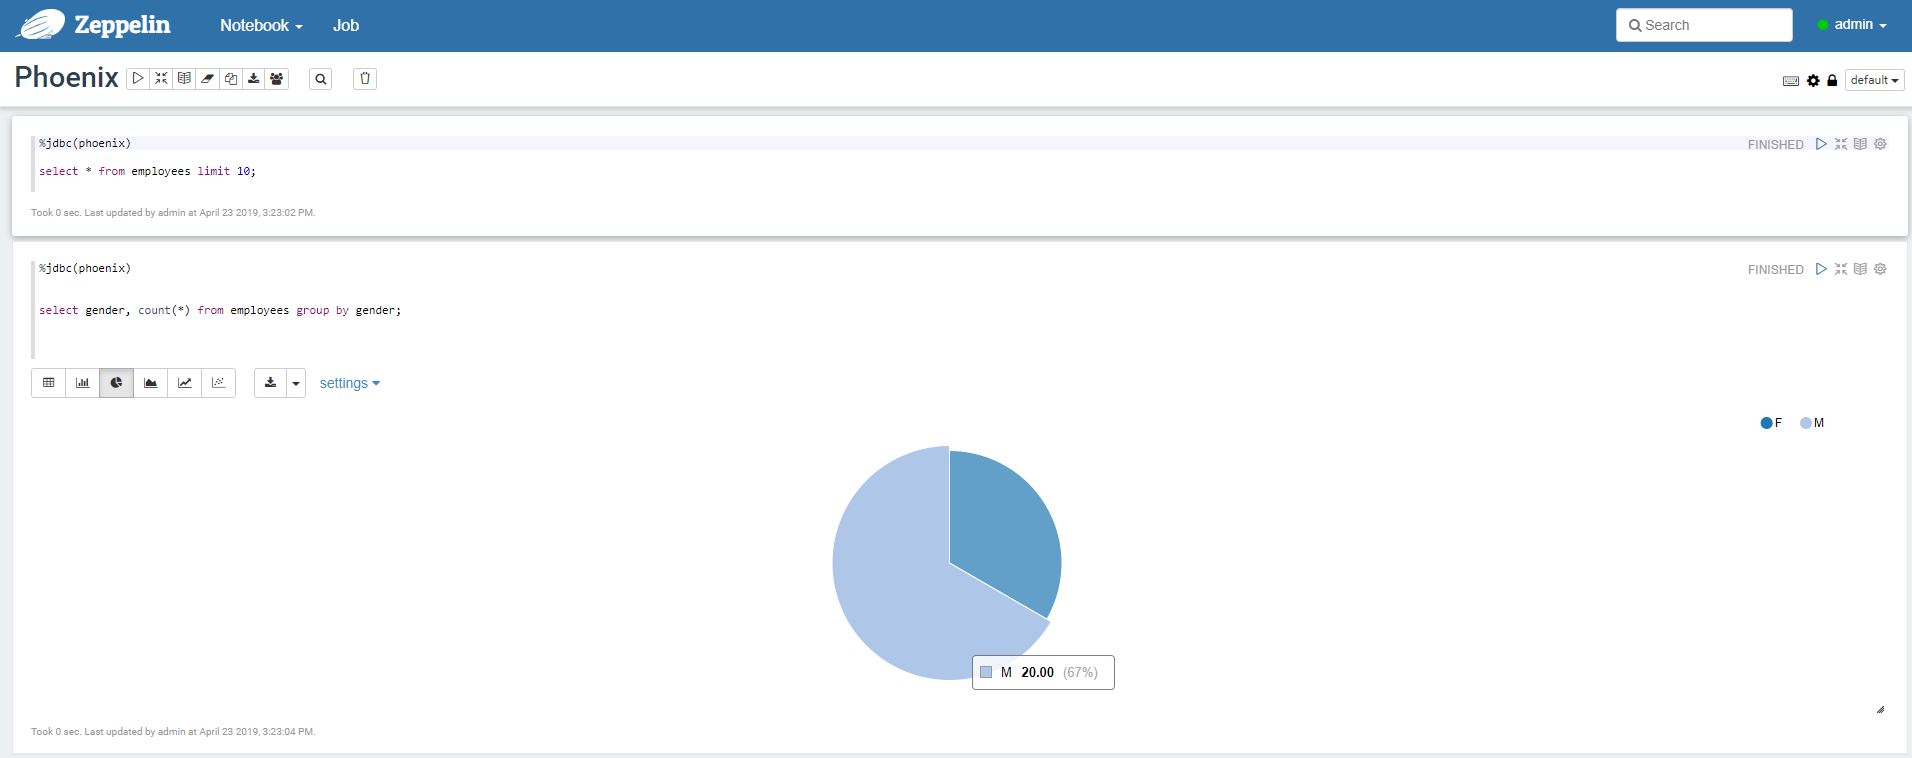 Zeppelin Notebook Job Search admin
Phoenix default
%jdbc(phoenix) FINISHED
select * from employees limit 10;
Took 0 sec. Last updated by admin at April 23 2019, 3:23:02 PM.
%jdbc(phoenix) FINISHED
select gender, count(*) from employees group by gender;
settings
F M
M 20.00 (67%)
Took 0 sec. Last updated by admin at April 23 2019, 3:23:04 PM.